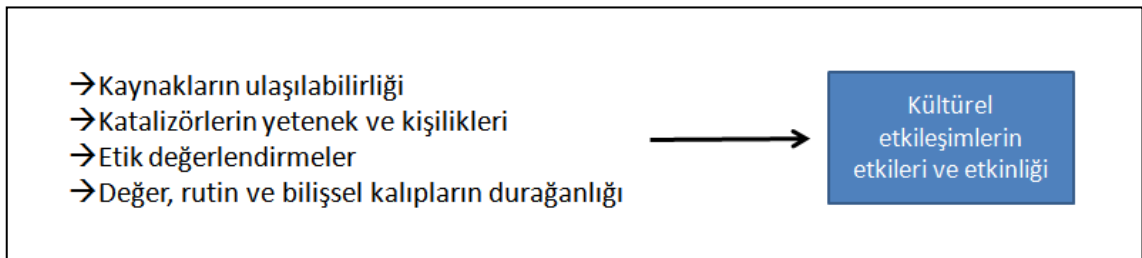 →Kaynakların ulaşılabilirliği
→Katalizörlerin yetenek ve kişilikleri
→Etik değerlendirmeler
→Değer, rutin ve bilişsel kalıpların durağanlığı
Kültürel
etkileşimlerin
etkileri ve etkinliği